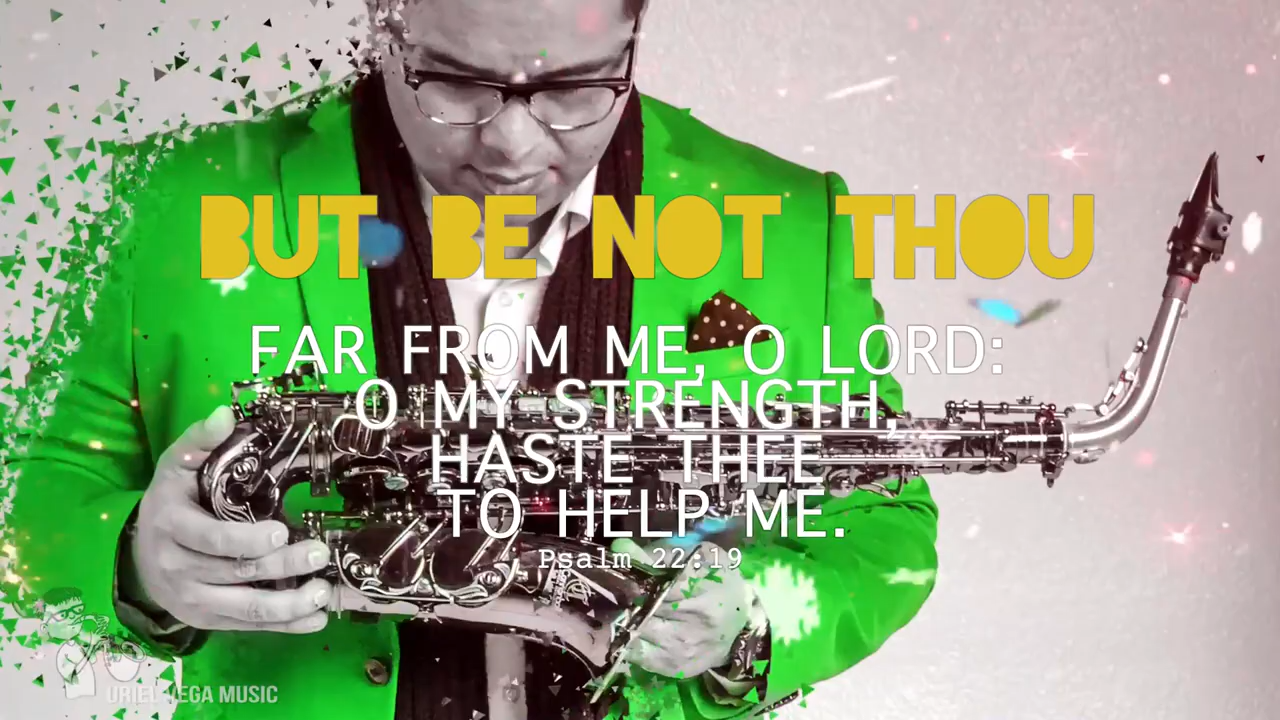 BUT BE NOT THOU
FAR FROM ME, O LORD:
O MY STRENGTH,
HASTE THEE
TO HELP ME.
Psalm 22:19
URIEL VEGA MUSIC